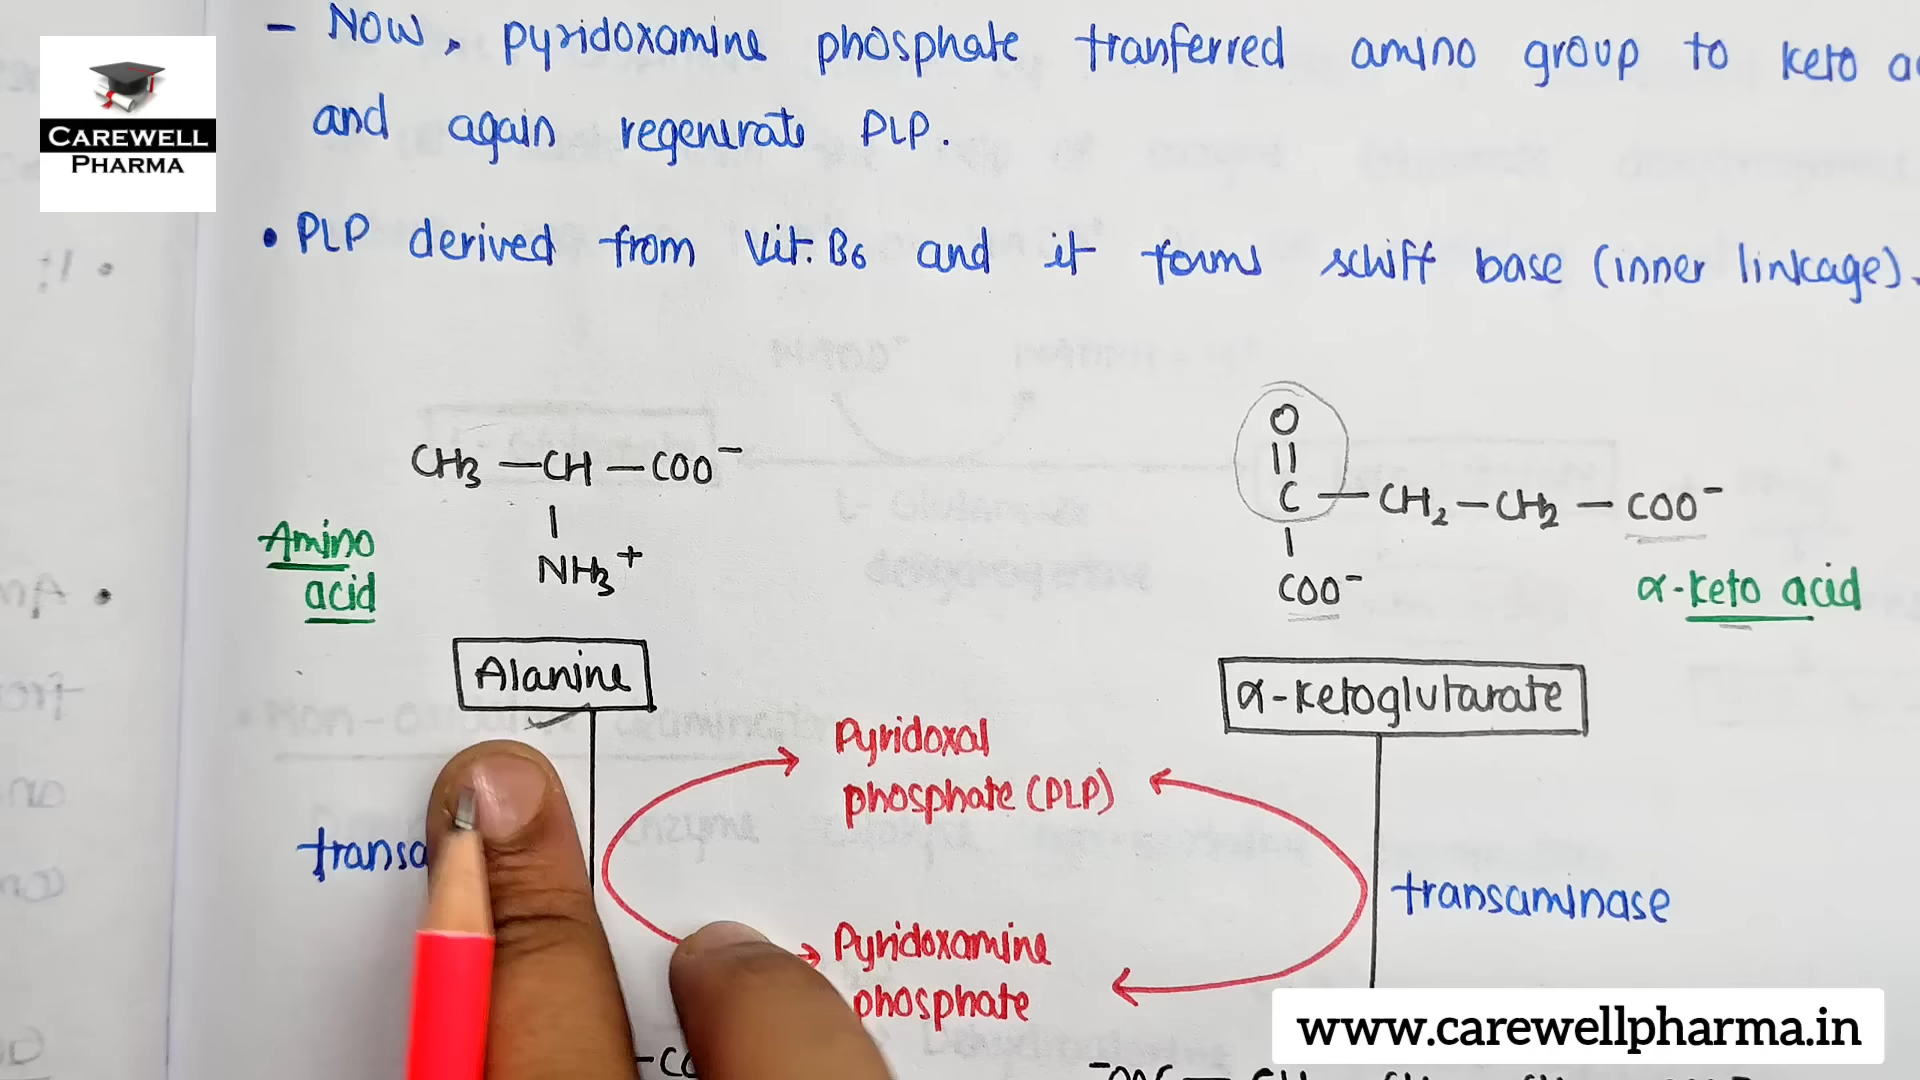 - Now, pyridoxamine phosphate tranferred amino group to keto
and again regenerate PLP.
• PLP derived from Vit. B6 and it forms schiff base (inner linkage).
CAREWELL
PHARMA
O
||
CH3 - CH - COO-
C - CH2 - CH2 - COO-
|
|
NH3+
COO-
Amino
acid
α-keto acid
Alanine
α-ketoglutarate
Pyridoxal
phosphate (PLP)
transa
transaminase
Pyridoxamine
phosphate
www.carewellpharma.in